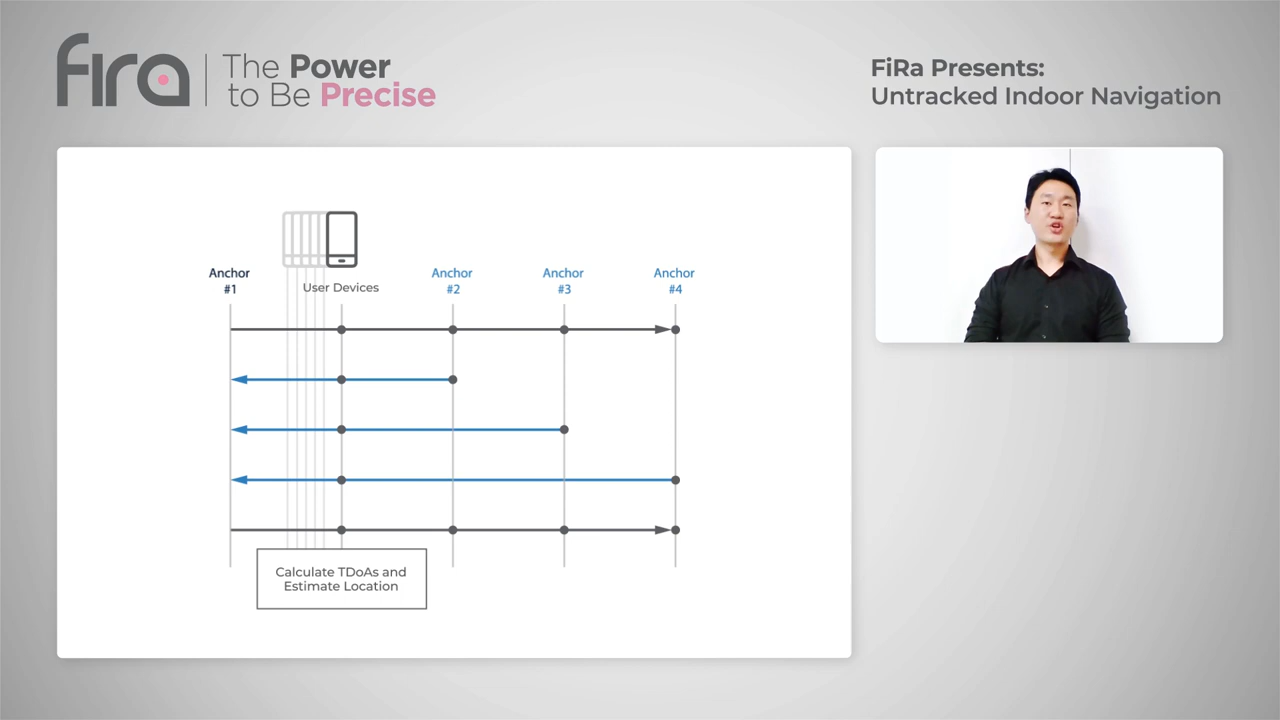 fira
The Power
to Be Precise
FiRa Presents:
Untracked Indoor Navigation
Anchor
#1
User Devices
Anchor
#2
Anchor
#3
Anchor
#4
Calculate TDoAs and
Estimate Location